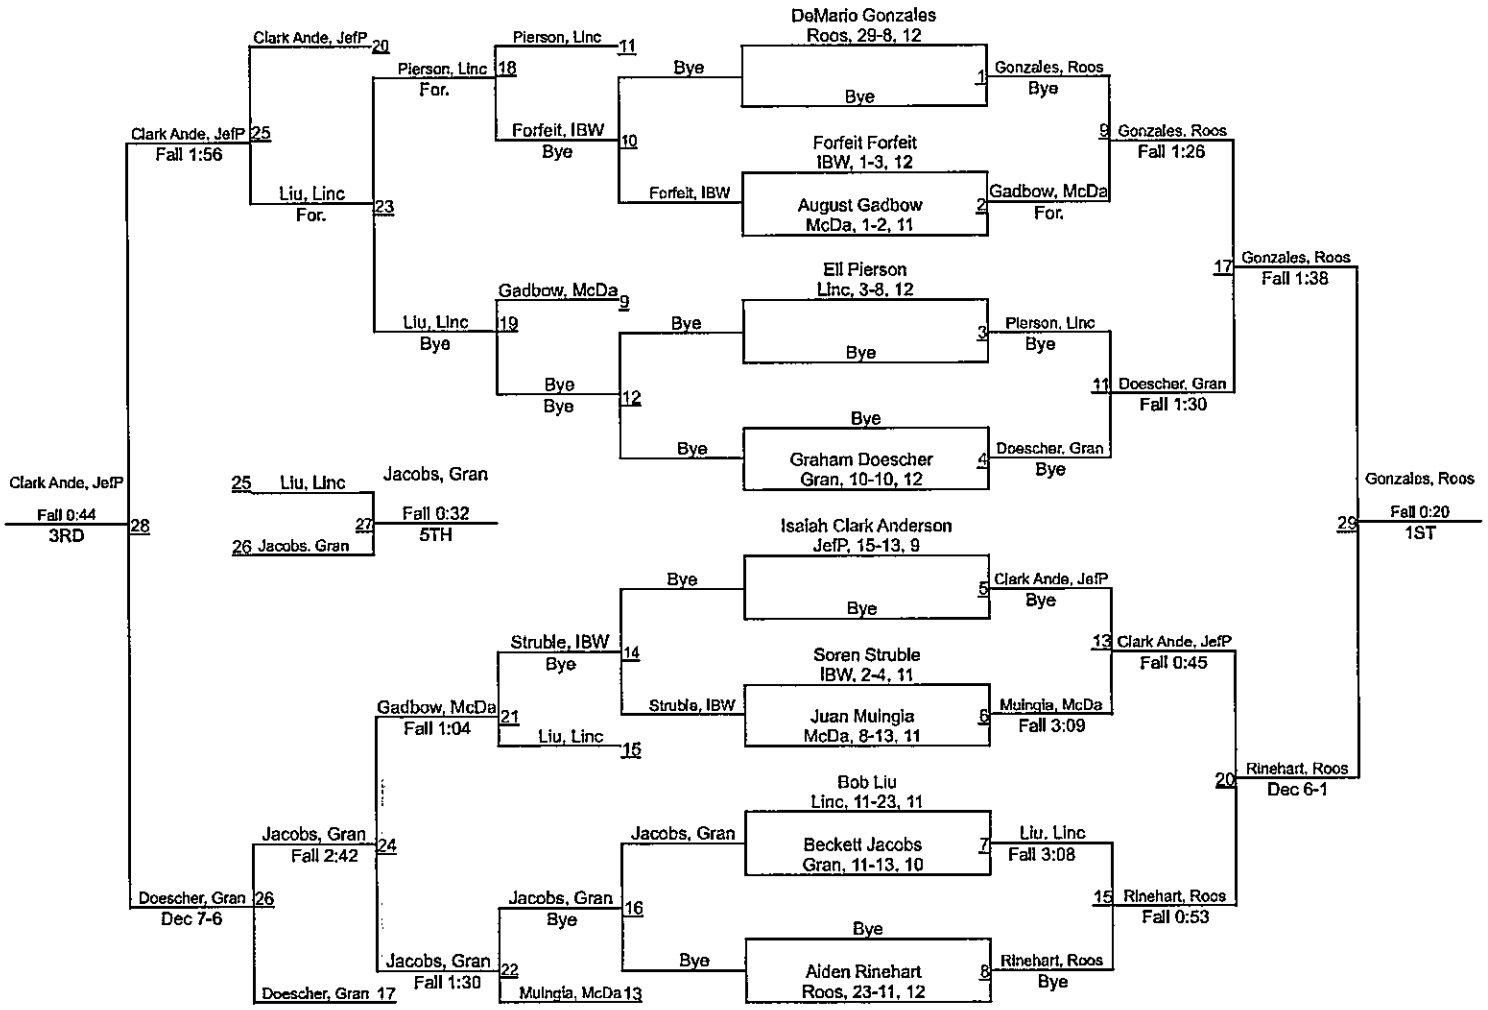 DeMario Gonzales
Roos, 29-8, 12
Clark Ande, JefP 20
Pierson, Linc 11
Pierson, Linc 18
For.
Bye
1 Gonzales, Roos
Bye
Bye
Clark Ande, JefP 25
Fall 1:56
Forfeit, IBW 10
Bye
Forfeit Forfeit
IBW, 1-3, 12
9 Gonzales, Roos
Fall 1:26
Liu, Linc 23
For.
Forfeit, IBW
August Gadbow
McDa, 1-2, 11
2 Gadbow, McDa
For.
Eli Pierson
Linc, 3-8, 12
17 Gonzales, Roos
Fall 1:38
Gadbow, McDa 9
Liu, Linc 19
Bye
Bye
3 Pierson, Linc
Bye
Bye
Bye 12
Bye
11 Doescher, Gran
Fall 1:30
Bye
Bye
Graham Doescher
Gran, 10-10, 12
4 Doescher, Gran
Bye
Clark Ande, JefP
Fall 0:44 28
3RD
25 Liu, Linc
Jacobs, Gran
27 Fall 0:32
5TH
26 Jacobs, Gran
Gonzales, Roos
29 Fall 0:20
1ST
Isaiah Clark Anderson
JefP, 15-13, 9
Bye
5 Clark Ande, JefP
Bye
Bye
Struble, IBW 14
Bye
Soren Struble
IBW, 2-4, 11
13 Clark Ande, JefP
Fall 0:45
Gadbow, McDa 21
Fall 1:04
Struble, IBW
Juan Muingia
McDa, 8-13, 11
6 Muingia, McDa
Fall 3:09
Liu, Linc 15
Bob Liu
Linc, 11-23, 11
20 Rinehart, Roos
Dec 6-1
Jacobs, Gran 24
Fall 2:42
Jacobs, Gran
Beckett Jacobs
Gran, 11-13, 10
7 Liu, Linc
Fall 3:08
Doescher, Gran 26
Dec 7-6
Jacobs, Gran 16
Bye
15 Rinehart, Roos
Fall 0:53
Bye
Jacobs, Gran 22
Fall 1:30
Bye
Aiden Rinehart
Roos, 23-11, 12
8 Rinehart, Roos
Bye
Doescher, Gran 17
Muingia, McDa 13